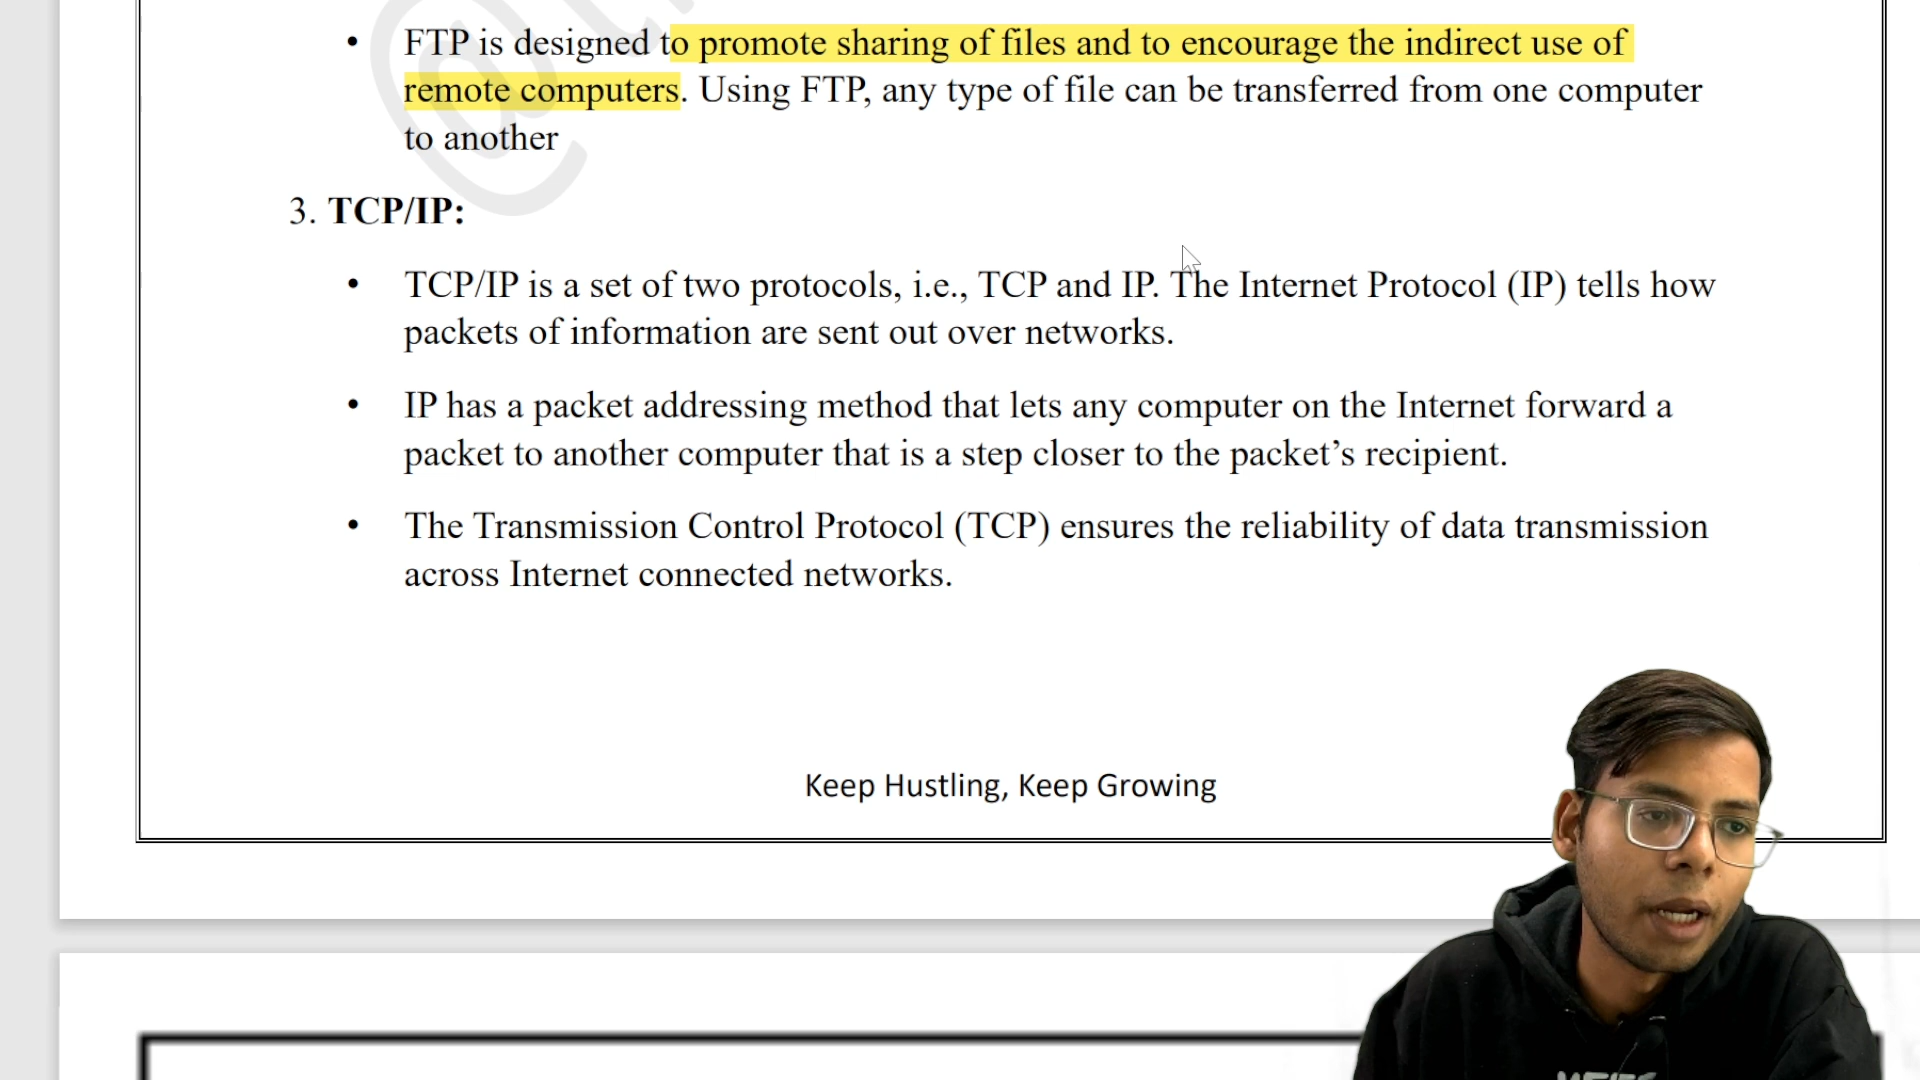 • FTP is designed to promote sharing of files and to encourage the indirect use of
remote computers. Using FTP, any type of file can be transferred from one computer
to another
3. TCP/IP:
• TCP/IP is a set of two protocols, i.e., TCP and IP. The Internet Protocol (IP) tells how
packets of information are sent out over networks.
• IP has a packet addressing method that lets any computer on the Internet forward a
packet to another computer that is a step closer to the packet’s recipient.
• The Transmission Control Protocol (TCP) ensures the reliability of data transmission
across Internet connected networks.
Keep Hustling, Keep Growing